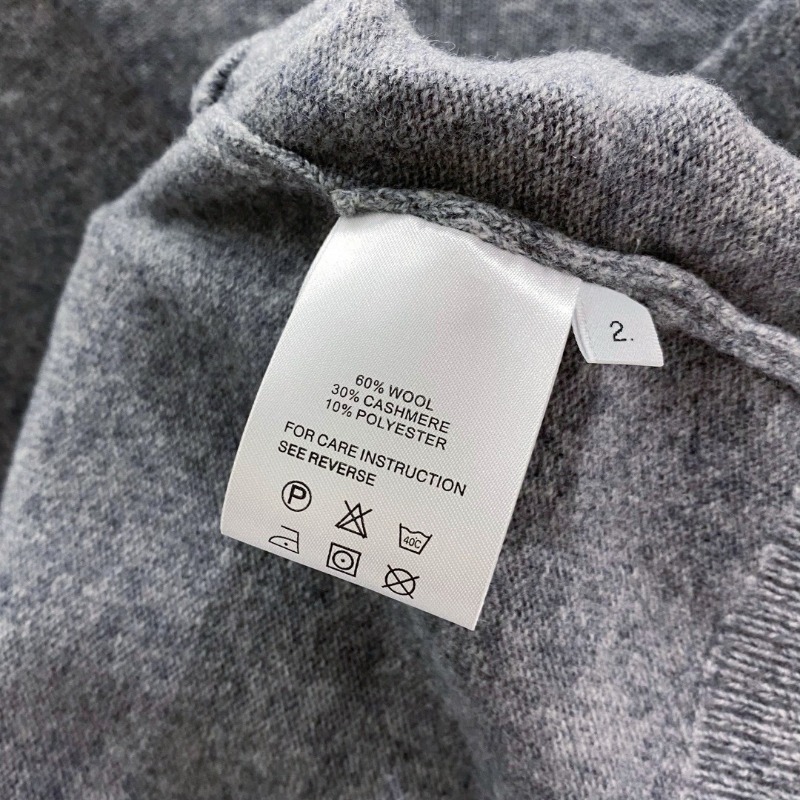 60% WOOL
30% CASHMERE
10% POLYESTER
FOR CARE INSTRUCTION
SEE REVERSE
P
40C
2.